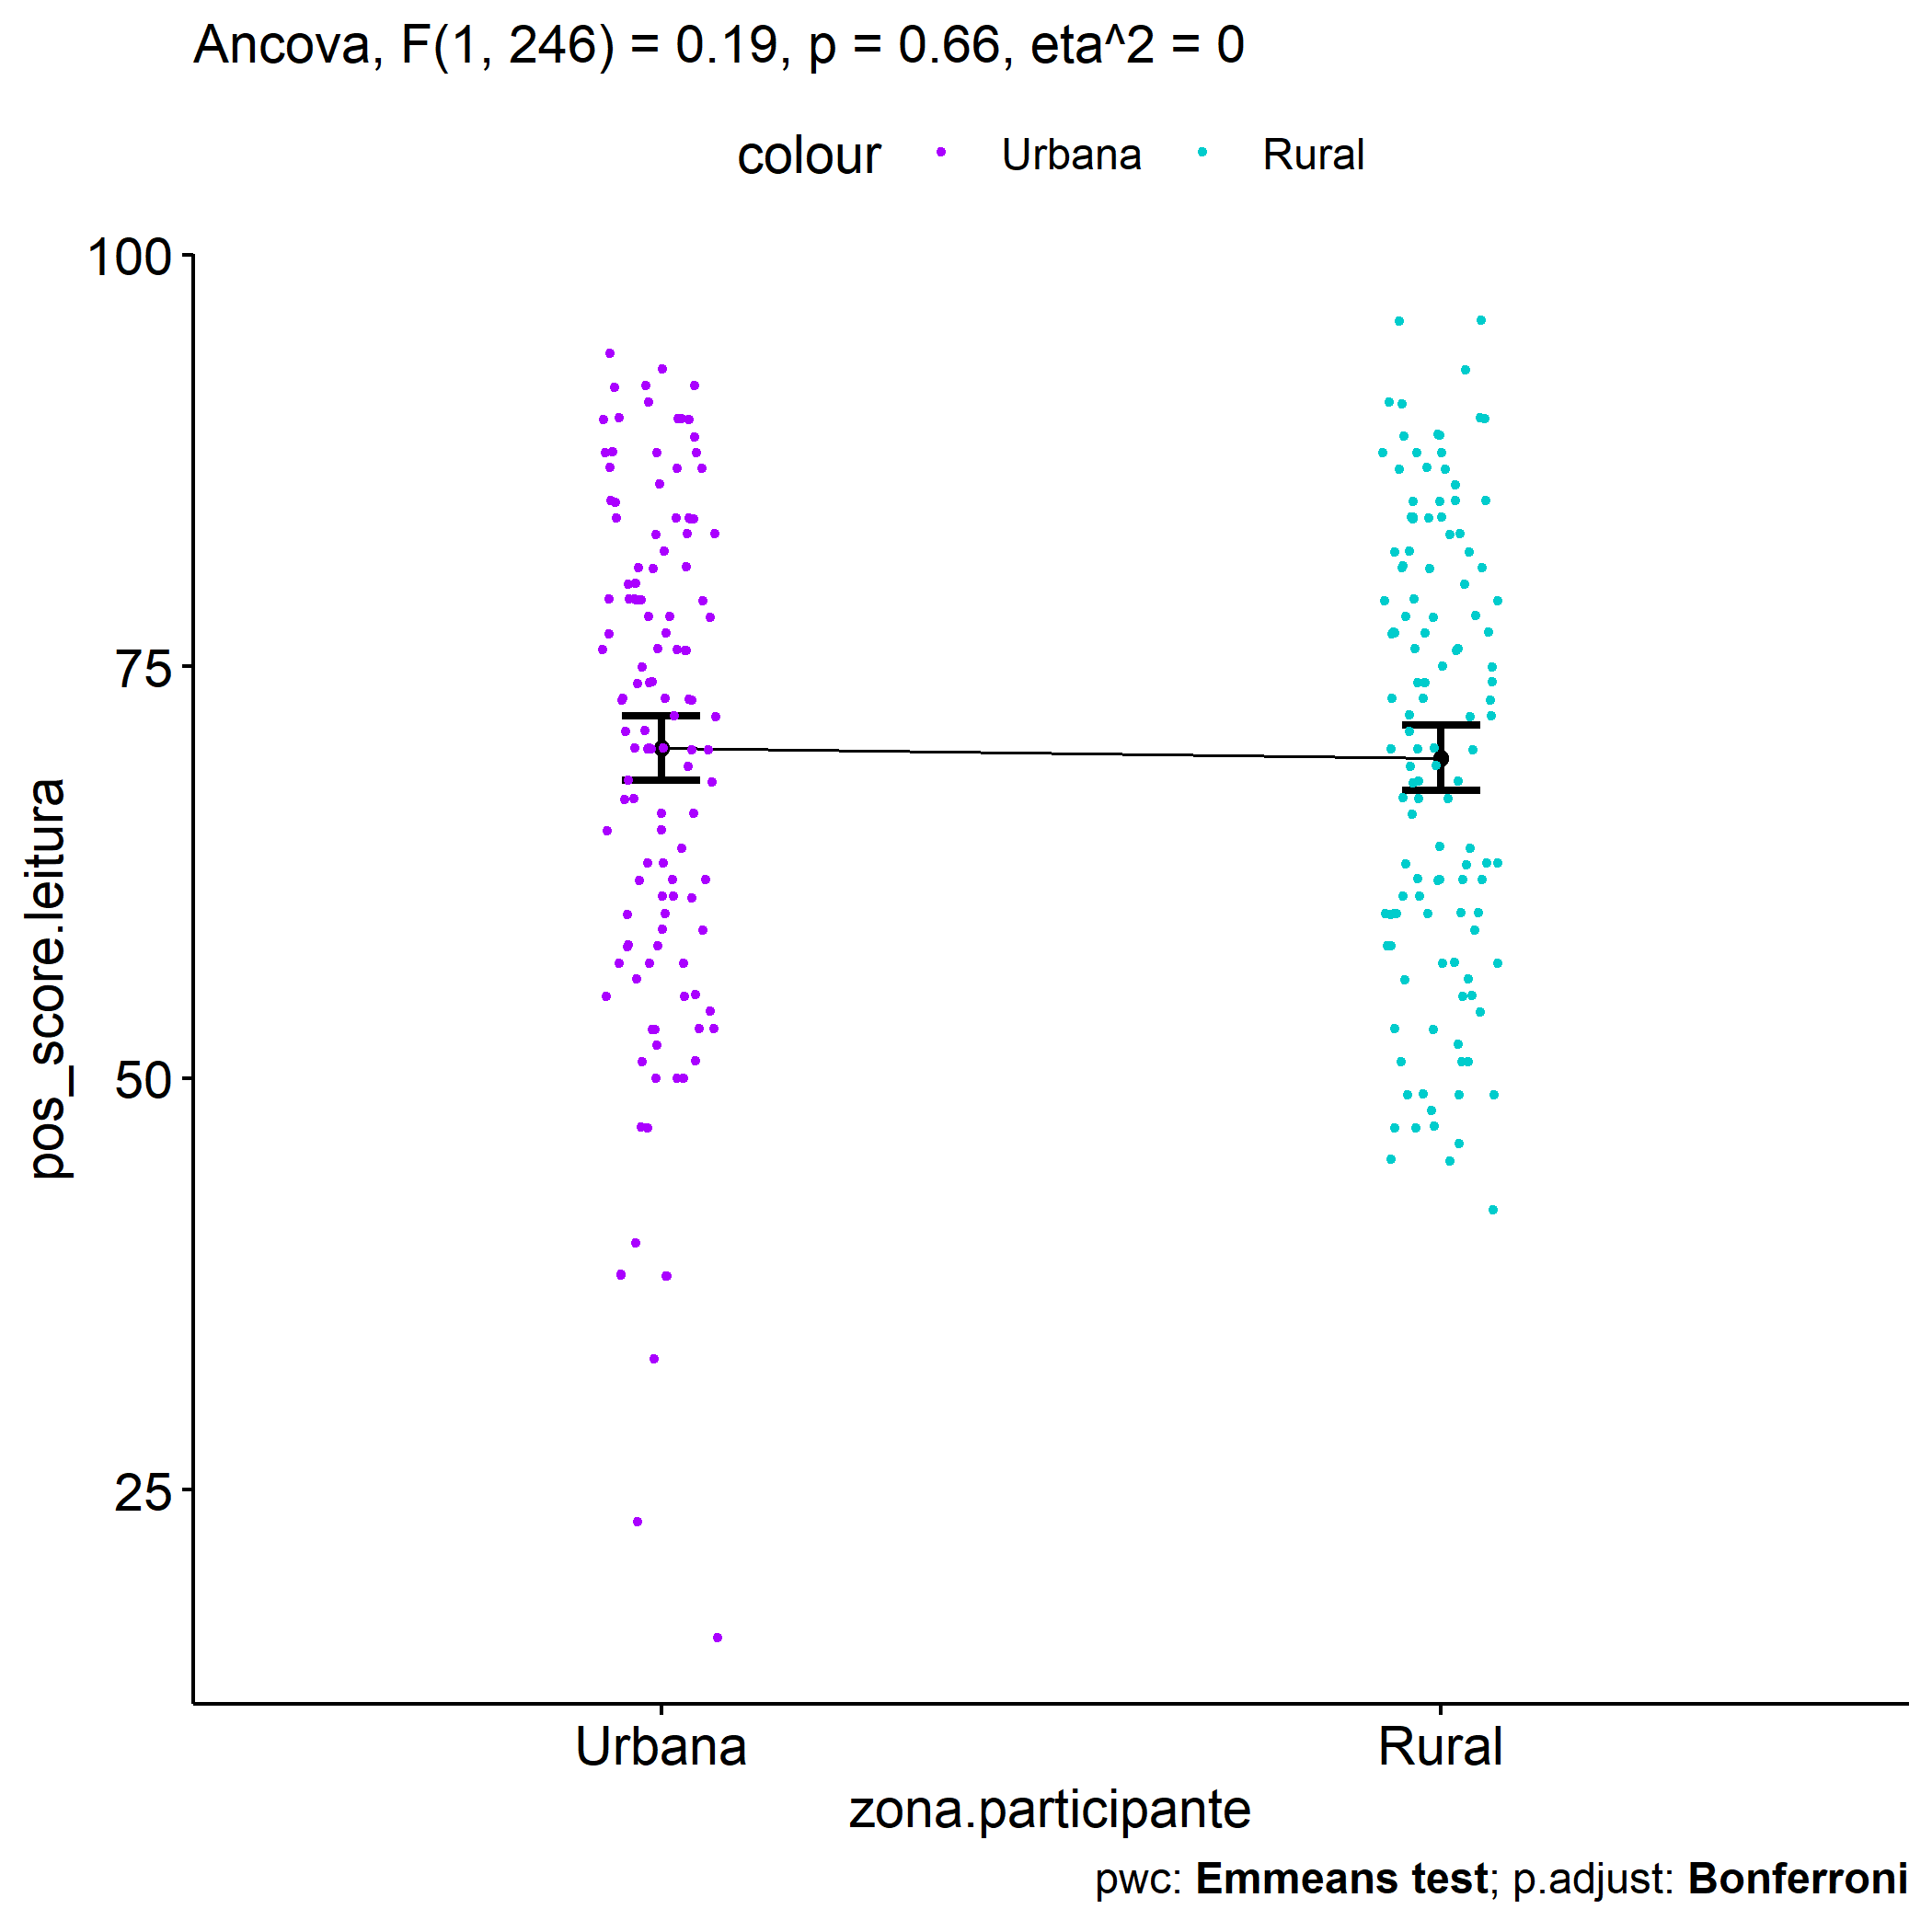 Ancova, F(1, 246) = 0.19, p = 0.66, eta^2 = 0
colour Urbana Rural
100
75
50
25
pos_score.leitura
Urbana Rural
zona.participante
pwc: Emmeans test; p.adjust: Bonferroni